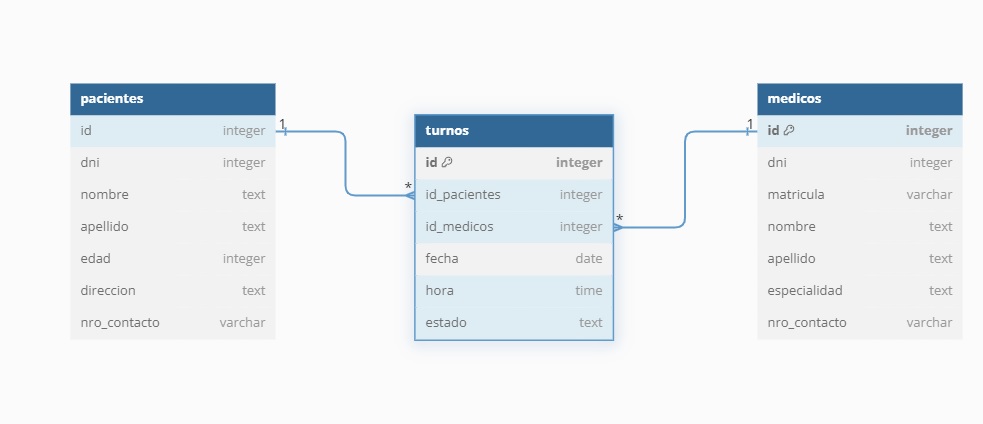 pacientes
id integer
dni integer
nombre text
apellido text
edad integer
direccion text
nro_contacto varchar
1
*
turnos
id integer
id_pacientes integer
id_medicos integer
fecha date
hora time
estado text
*
1
medicos
id integer
dni integer
matricula varchar
nombre text
apellido text
especialidad text
nro_contacto varchar